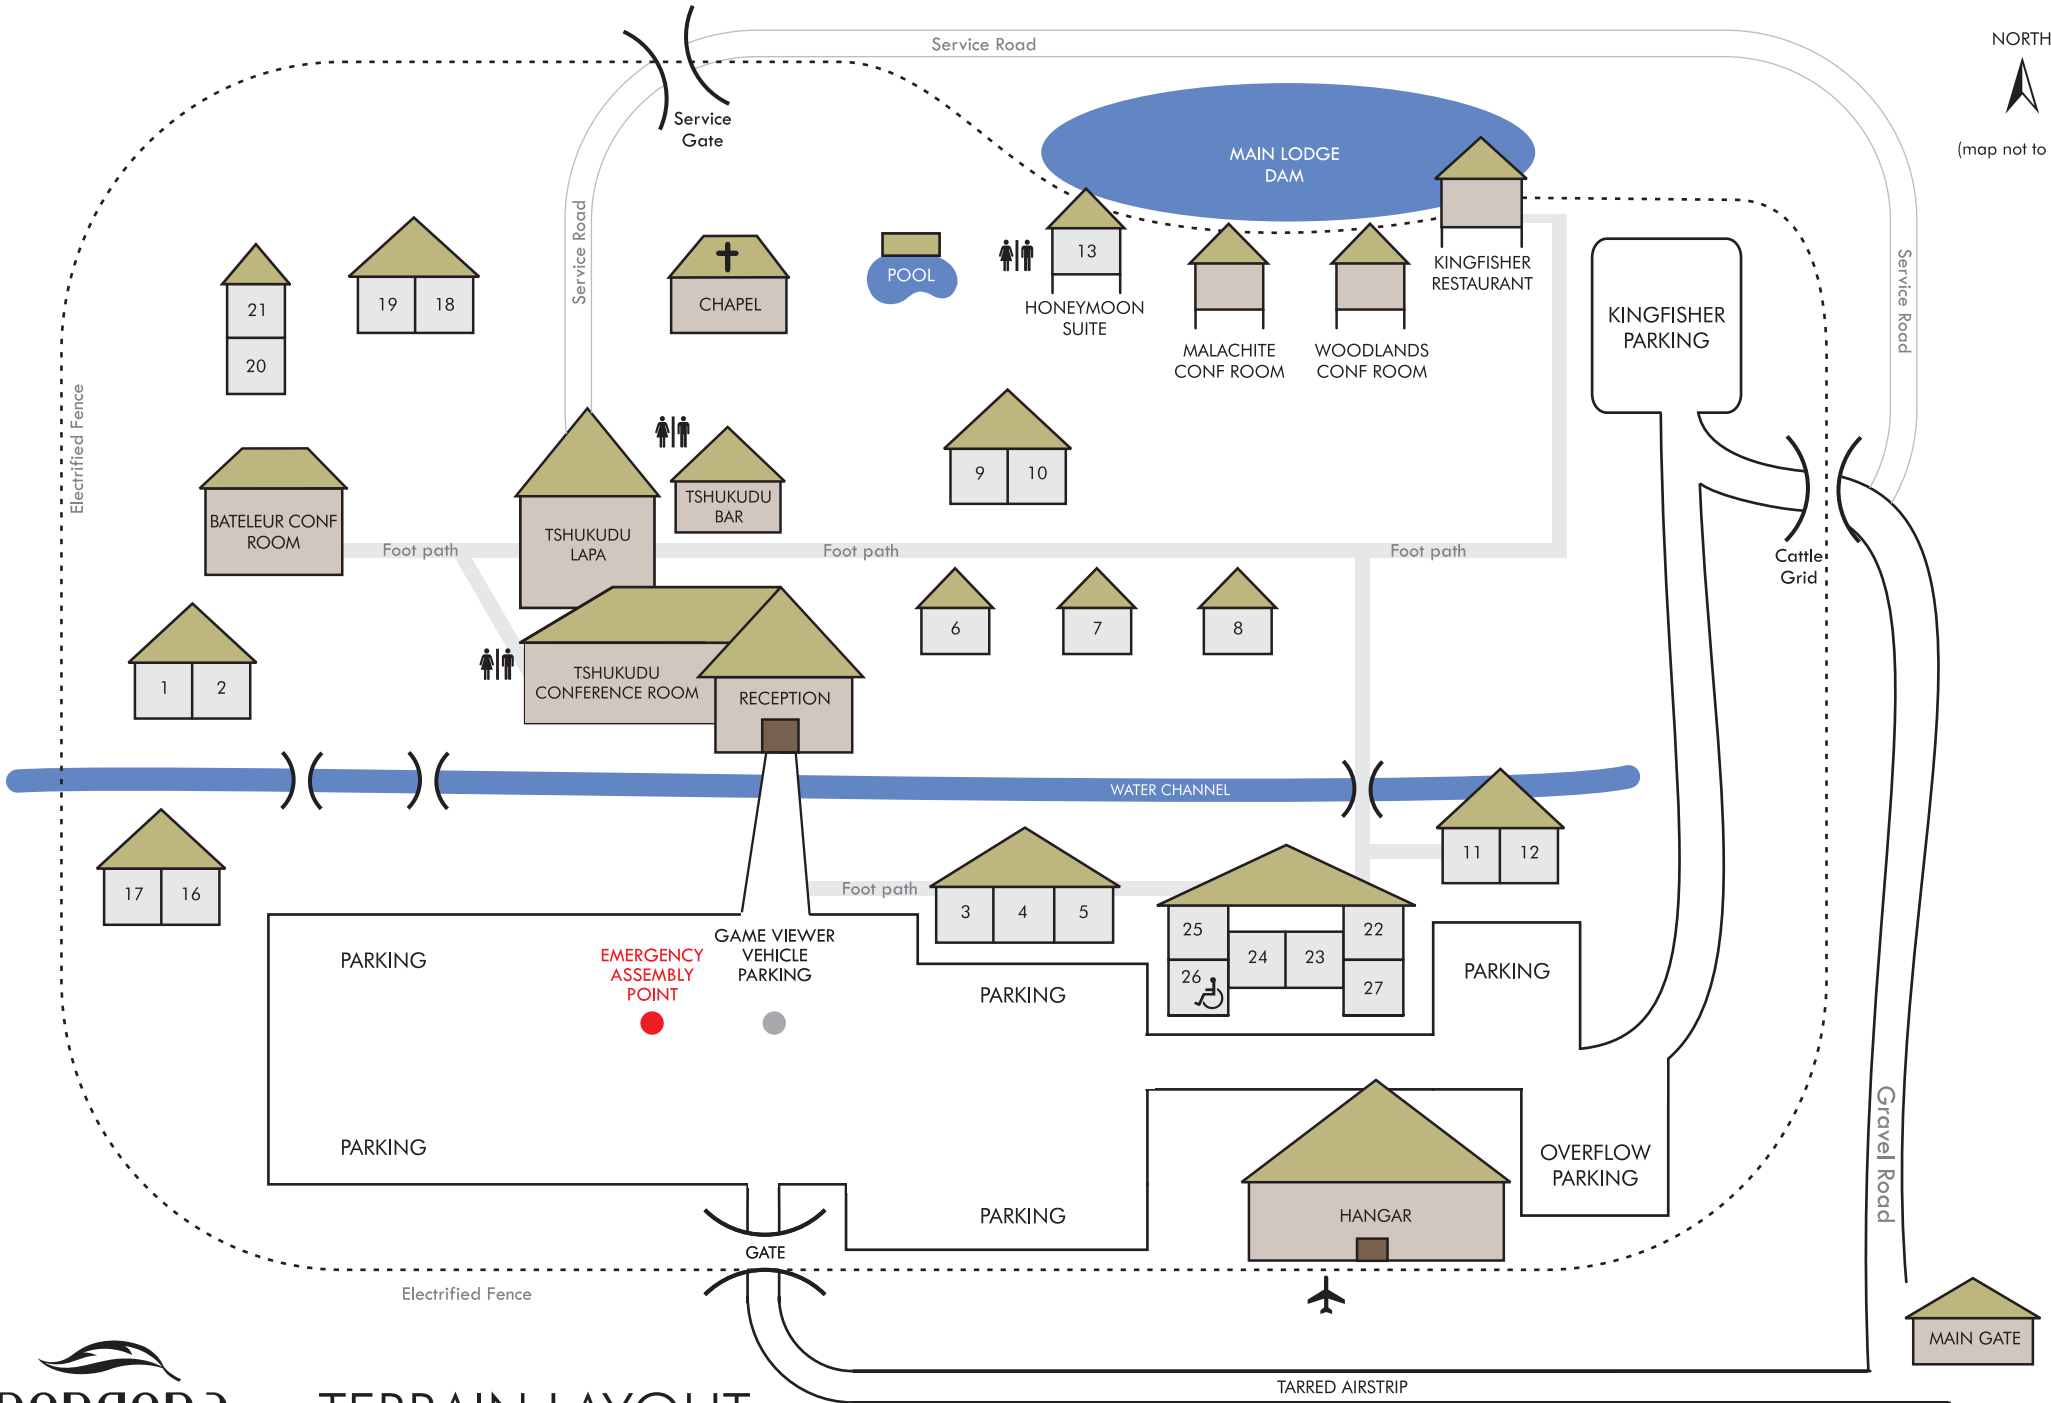 Service Road
NORTH
(map not to
Service
Gate
MAIN LODGE
DAM
Service Road
Service Road
21
20
19
18
CHAPEL
POOL
13
HONEYMOON
SUITE
MALACHITE
CONF ROOM
WOODLANDS
CONF ROOM
KINGFISHER
RESTAURANT
KINGFISHER
PARKING
Electrified Fence
BATELEUR CONF
ROOM
Foot path
TSHUKUDU
LAPA
TSHUKUDU
BAR
9
10
Foot path
Foot path
Cattle
Grid
1
2
TSHUKUDU
CONFERENCE ROOM
RECEPTION
6
7
8
WATER CHANNEL
17
16
Foot path
3
4
5
11
12
25
26
24
23
22
27
PARKING
EMERGENCY
ASSEMBLY
POINT
GAME VIEWER
VEHICLE
PARKING
PARKING
PARKING
PARKING
PARKING
OVERFLOW
PARKING
HANGAR
GATE
Gravel Road
Electrified Fence
MAIN GATE
TARRED AIRSTRIP
TERRAIN LAYOUT